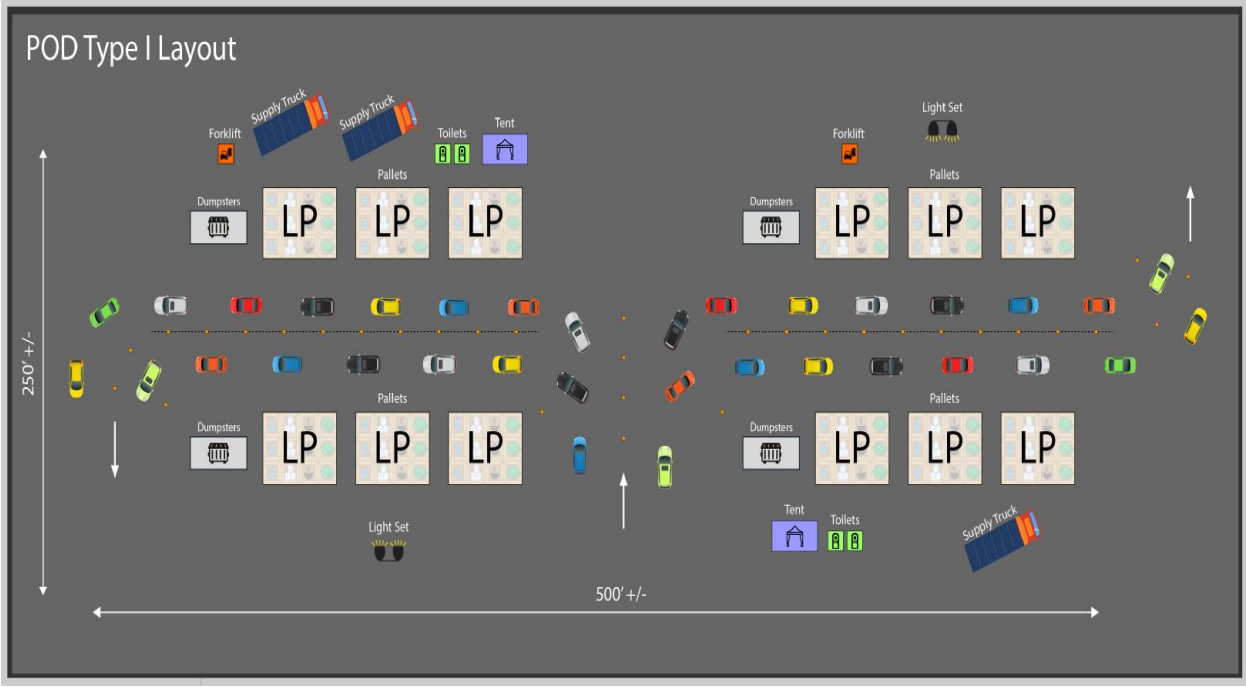 POD Type I Layout
Supply Truck
Supply Truck
Light Set
Forklift
Toilets
Tent
Forklift
Pallets
Pallets
Dumpsters
LP
LP
LP
Dumpsters
LP
LP
LP
250' +/-
Pallets
Pallets
Dumpsters
LP
LP
LP
Dumpsters
LP
LP
LP
Light Set
Tent
Toilets
Supply Truck
500' +/-